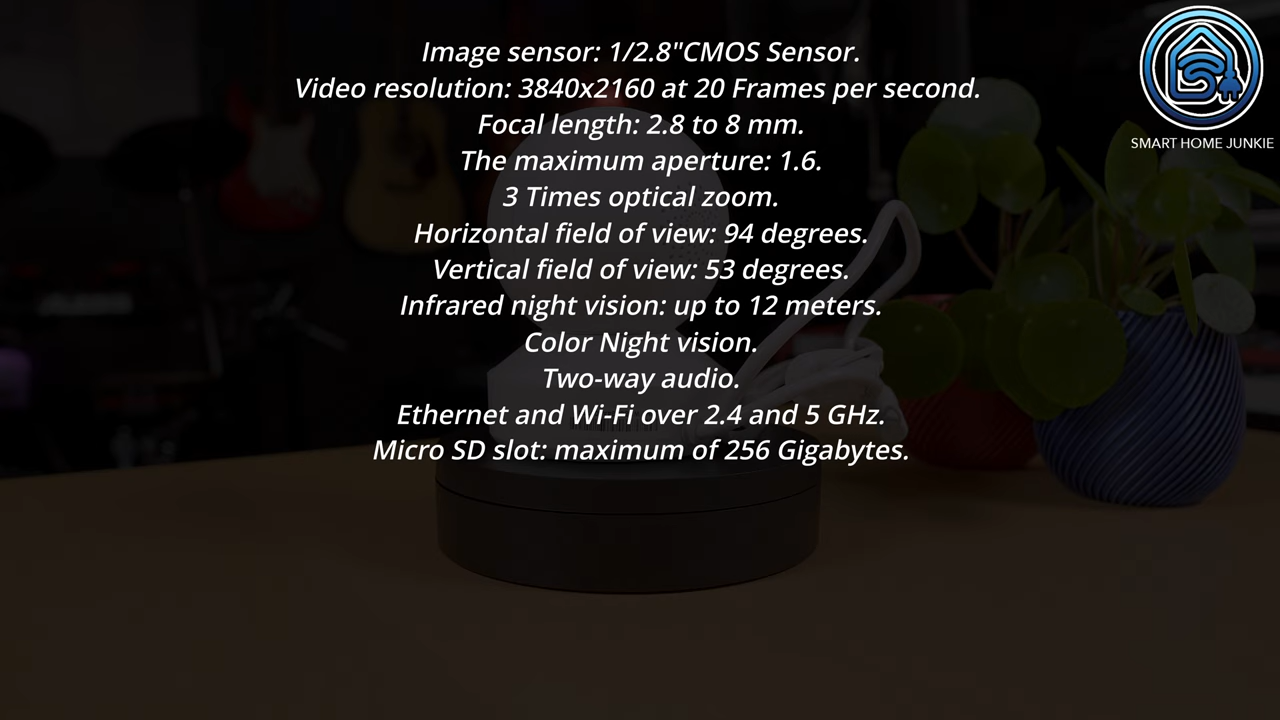 Image sensor: 1/2.8"CMOS Sensor.
Video resolution: 3840x2160 at 20 Frames per second.
Focal length: 2.8 to 8 mm.
The maximum aperture: 1.6.
3 Times optical zoom.
Horizontal field of view: 94 degrees.
Vertical field of view: 53 degrees.
Infrared night vision: up to 12 meters.
Color Night vision.
Two-way audio.
Ethernet and Wi-Fi over 2.4 and 5 GHz.
Micro SD slot: maximum of 256 Gigabytes.
SMART HOME JUNKIE